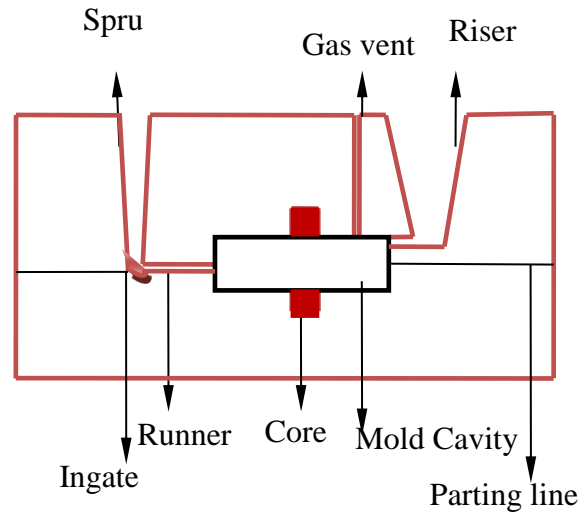 Spru
Gas vent
Riser
Runner
Core
Mold Cavity
Ingate
Parting line